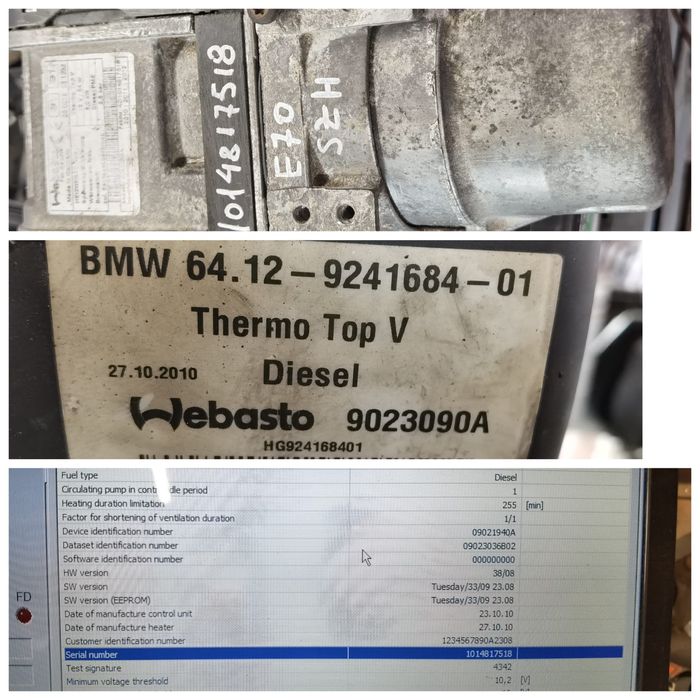 1014817518
E70
SZH
BMW 64.12-9241684-01
Thermo Top V
27.10.2010 Diesel
Webasto 9023090A
HG924168401
Fuel type Diesel
Circulating pump in idle period 1
Heating duration limitation 255 [min]
Factor for shortening of ventilation duration 1/1
Device identification number 09021940A
Dataset identification number 09023036B02
Software identification number 000000000
HW version 38/08
SW version Tuesday/33/09 23.08
SW version (EEPROM) Tuesday/33/09 23.08
FD
Date of manufacture control unit 23.10.10
Date of manufacture heater 27.10.10
Customer identification number 1234567890A2308
Serial number 1014817518
Test signature 4342
Minimum voltage threshold 10,2 [V]